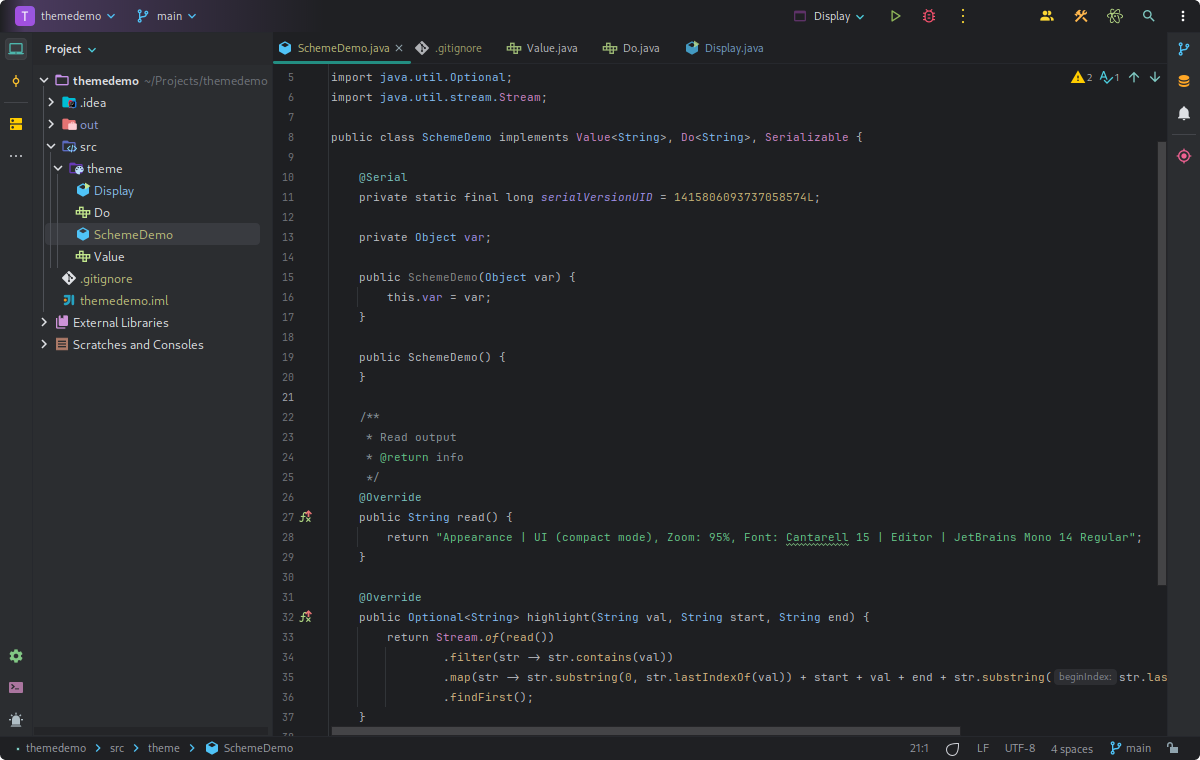 T themedemo main Display
Project
SchemeDemo.java .gitignore Value.java Do.java Display.java
themedemo ~/Projects/themedemo
.idea
out
src
theme
Display
Do
SchemeDemo
Value
.gitignore
themedemo.iml
External Libraries
Scratches and Consoles
2 1
5 import java.util.Optional;
6 import java.util.stream.Stream;
7
8 public class SchemeDemo implements Value<String>, Do<String>, Serializable {
9
10 @Serial
11 private static final long serialVersionUID = 1415806093737058574L;
12
13 private Object var;
14
15 public SchemeDemo(Object var) {
16 this.var = var;
17 }
18
19 public SchemeDemo() {
20 }
21
22 /**
23 * Read output
24 * @return info
25 */
26 @Override
27 public String read() {
28 return "Appearance | UI (compact mode), Zoom: 95%, Font: Cantarell 15 | Editor | JetBrains Mono 14 Regular";
29 }
30
31 @Override
32 public Optional<String> highlight(String val, String start, String end) {
33 return Stream.of(read())
34 .filter(str -> str.contains(val))
35 .map(str -> str.substring(0, str.lastIndexOf(val)) + start + val + end + str.substring( beginIndex: str.las
36 .findFirst();
37 }
38
themedemo > src > theme > SchemeDemo
21:1 LF UTF-8 4 spaces main